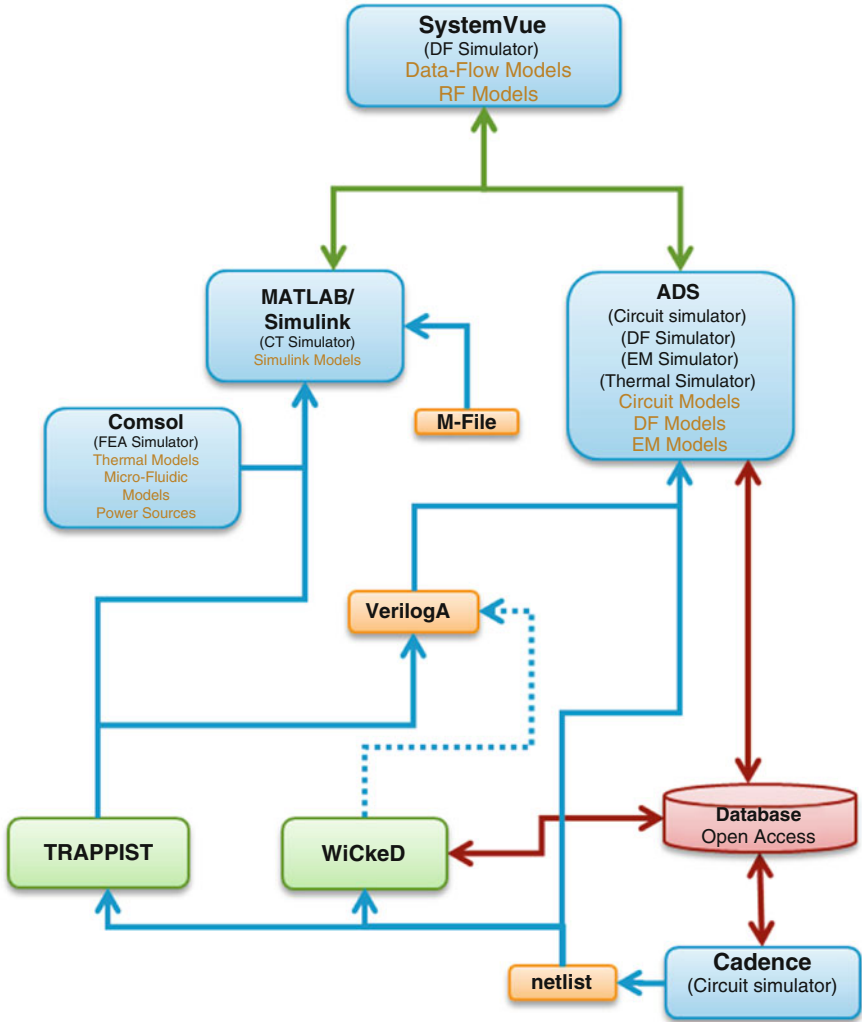 SystemVue
(DF Simulator)
Data-Flow Models
RF Models
MATLAB/
Simulink
(CT Simulator)
Simulink Models
ADS
(Circuit simulator)
(DF Simulator)
(EM Simulator)
(Thermal Simulator)
Circuit Models
DF Models
EM Models
M-File
Comsol
(FEA Simulator)
Thermal Models
Micro-Fluidic
Models
Power Sources
VerilogA
TRAPPIST
WiCkeD
Database
Open Access
netlist
Cadence
(Circuit simulator)